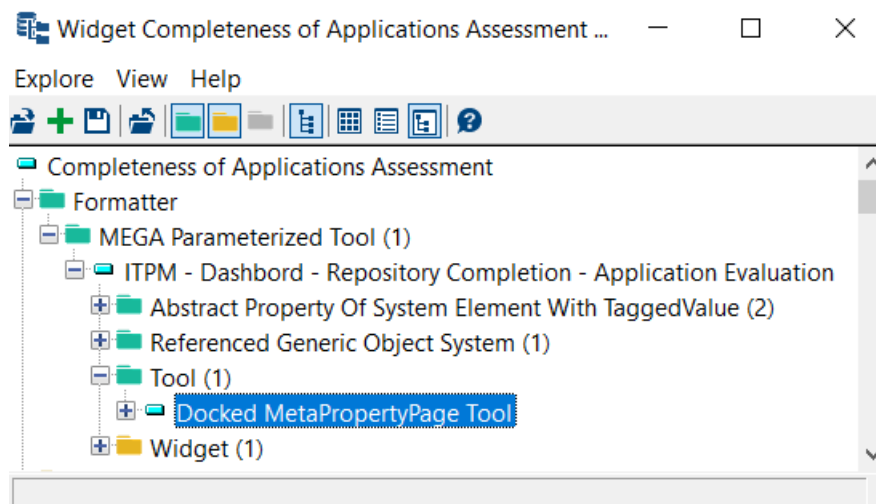 Widget Completeness of Applications Assessment ...
Explore View Help
Completeness of Applications Assessment
Formatter
MEGA Parameterized Tool (1)
ITPM - Dashbord - Repository Completion - Application Evaluation
Abstract Property Of System Element With TaggedValue (2)
Referenced Generic Object System (1)
Tool (1)
Docked MetaPropertyPage Tool
Widget (1)